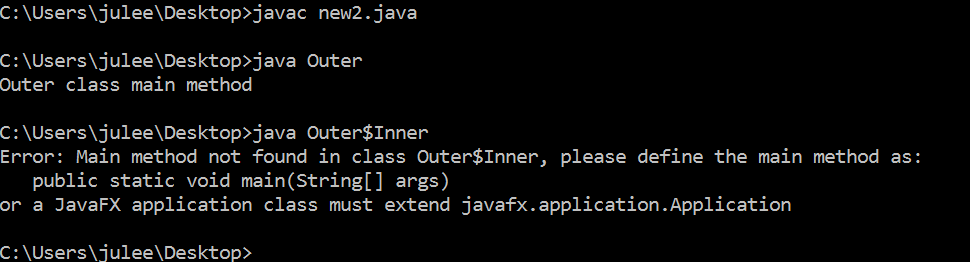 C:\Users\julee\Desktop>javac new2.java
C:\Users\julee\Desktop>java Outer
Outer class main method
C:\Users\julee\Desktop>java Outer$Inner
Error: Main method not found in class Outer$Inner, please define the main method as:
   public static void main(String[] args)
or a JavaFX application class must extend javafx.application.Application
C:\Users\julee\Desktop>